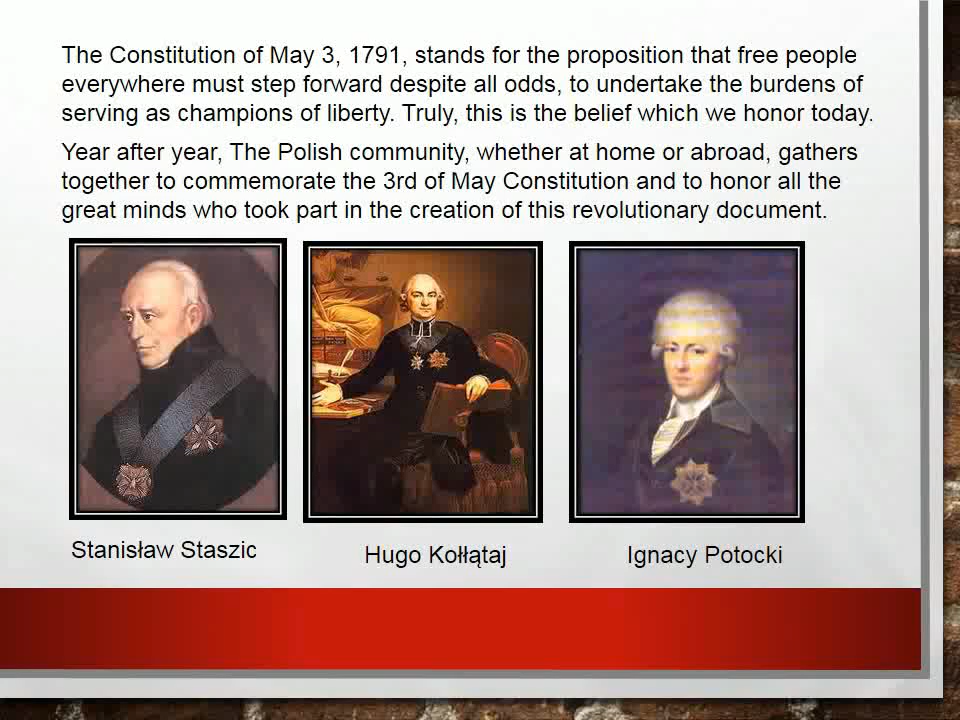 The Constitution of May 3, 1791, stands for the proposition that free people
everywhere must step forward despite all odds, to undertake the burdens of
serving as champions of liberty. Truly, this is the belief which we honor today.
Year after year, The Polish community, whether at home or abroad, gathers
together to commemorate the 3rd of May Constitution and to honor all the
great minds who took part in the creation of this revolutionary document.
Stanisław Staszic
Hugo Kołłątaj
Ignacy Potocki